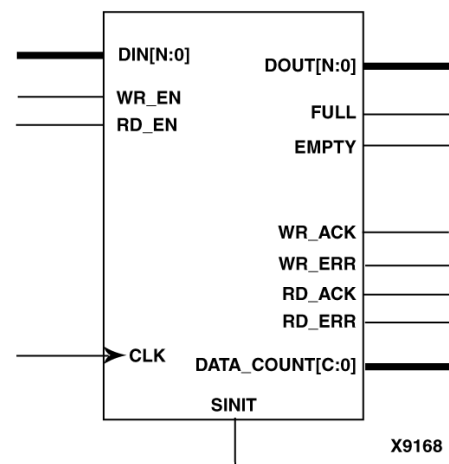 DIN[N:0]
DOUT[N:0]
WR_EN
FULL
RD_EN
EMPTY
WR_ACK
WR_ERR
RD_ACK
RD_ERR
CLK
DATA_COUNT[C:0]
SINIT
X9168